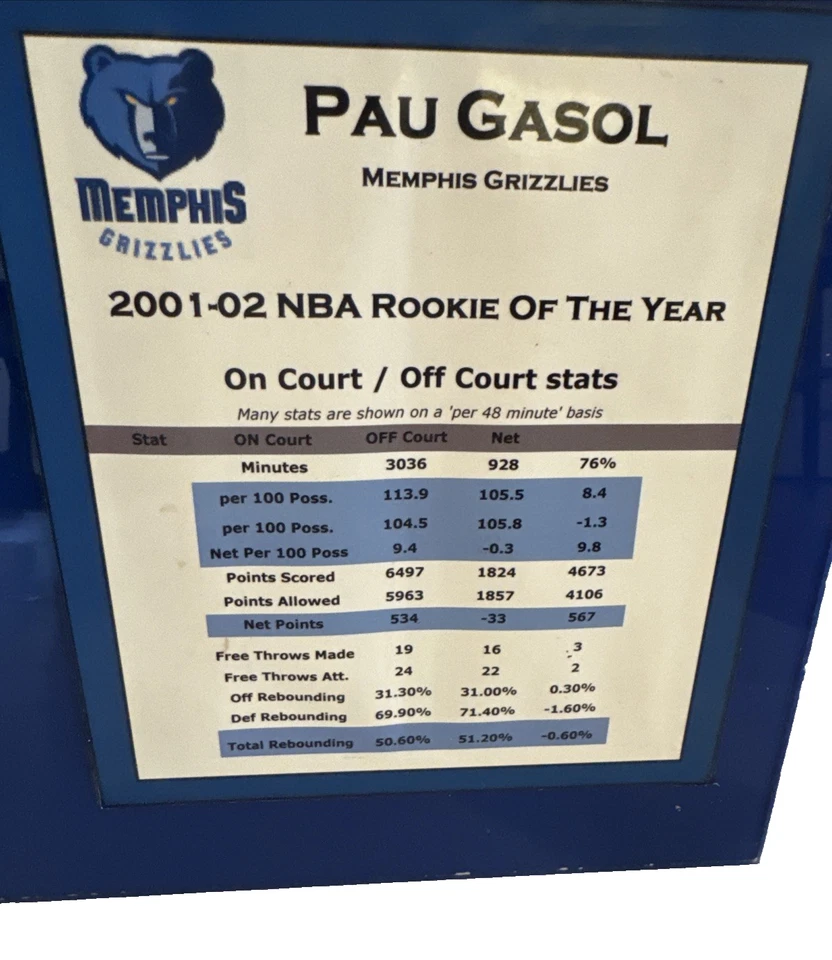 MEMPHIS
GRIZZLIES
PAU GASOL
MEMPHIS GRIZZLIES
2001-02 NBA ROOKIE OF THE YEAR
On Court / Off Court stats
Many stats are shown on a 'per 48 minute' basis
Stat ON Court OFF Court Net
Minutes 3036 928 76%
per 100 Poss. 113.9 105.5 8.4
per 100 Poss. 104.5 105.8 -1.3
Net Per 100 Poss 9.4 -0.3 9.8
Points Scored 6497 1824 4673
Points Allowed 5963 1857 4106
Net Points 534 -33 567
Free Throws Made 19 16 3
Free Throws Att. 24 22 2
Off Rebounding 31.30% 31.00% 0.30%
Def Rebounding 69.90% 71.40% -1.60%
Total Rebounding 50.60% 51.20% -0.60%